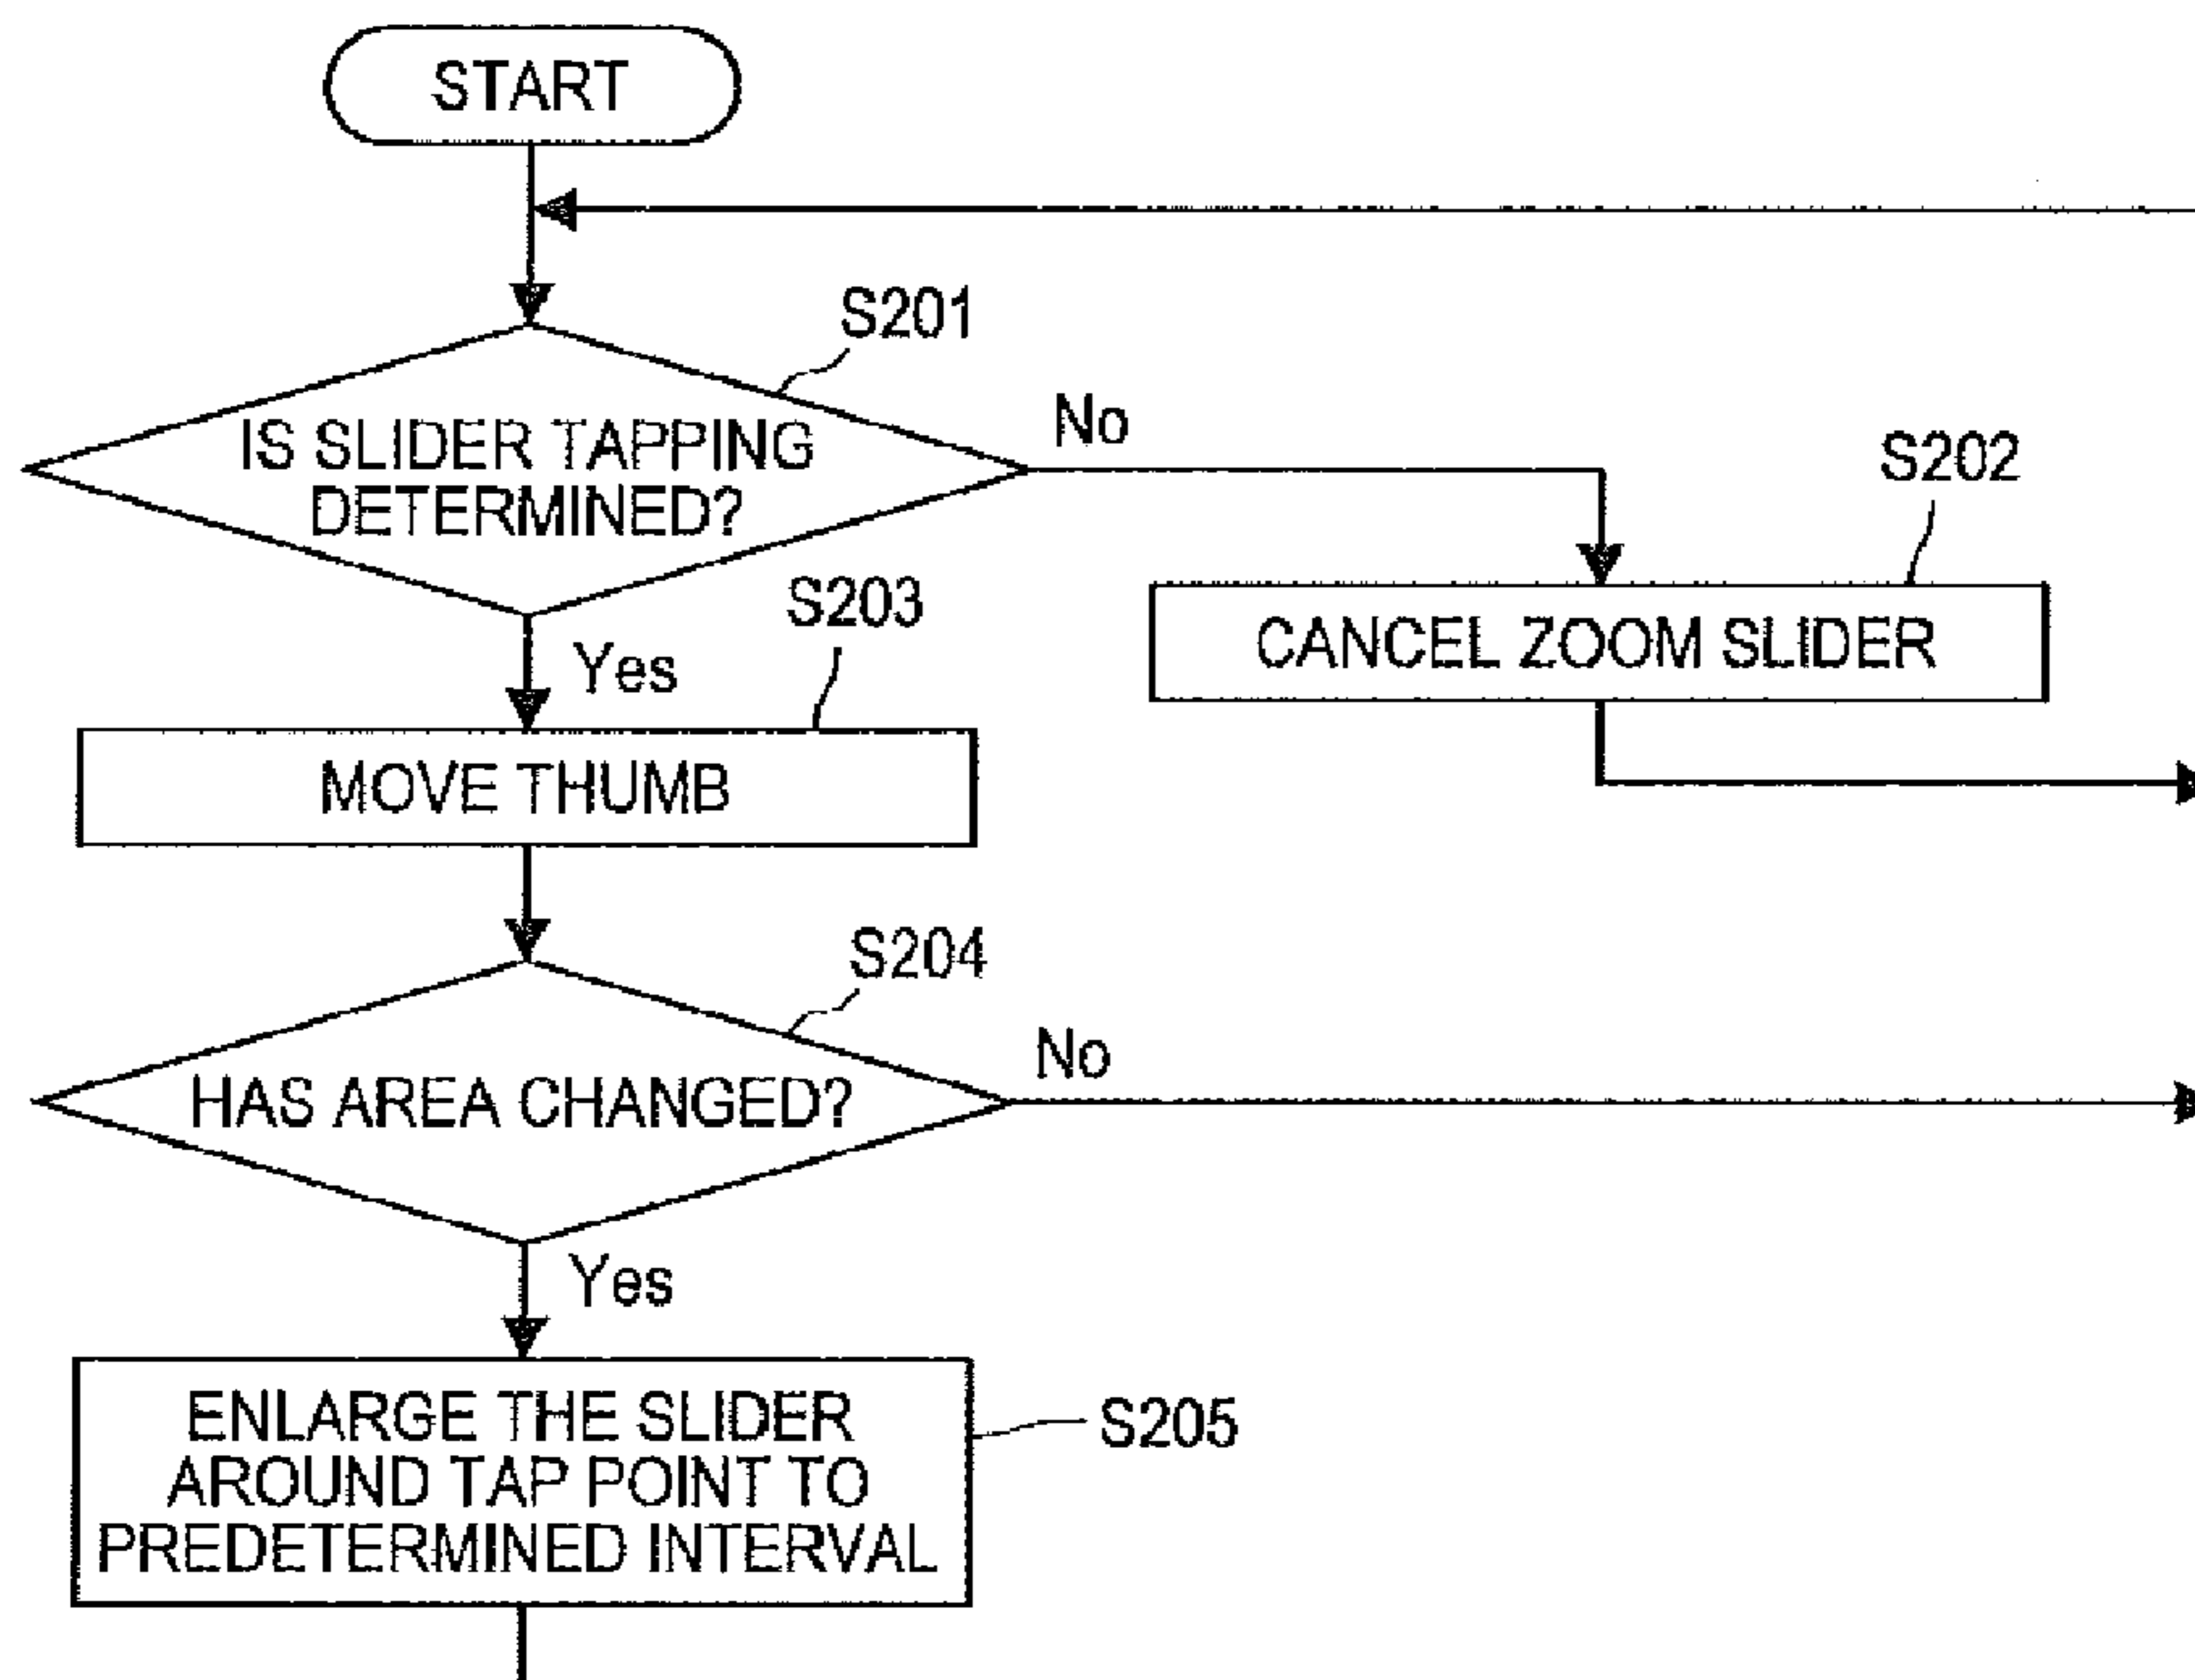 START
S201
IS SLIDER TAPPING
DETERMINED?
No
S202
CANCEL ZOOM SLIDER
Yes
S203
MOVE THUMB
S204
HAS AREA CHANGED?
No
Yes
ENLARGE THE SLIDER
AROUND TAP POINT TO
PREDETERMINED INTERVAL
S205